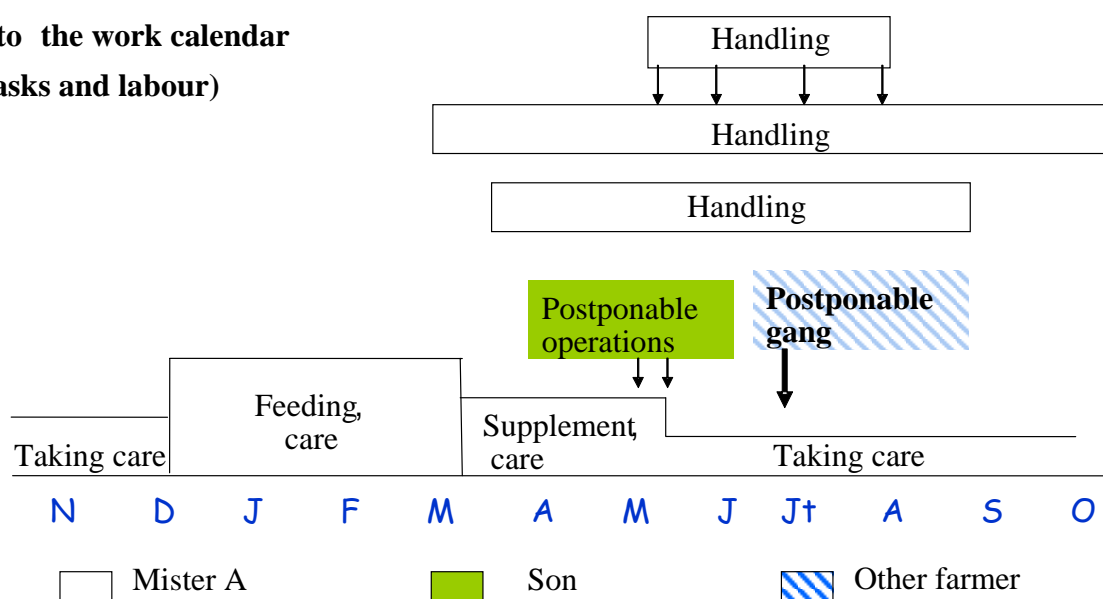 to the work calendar
asks and labour)
Handling
Handling
Handling
Postponable
operations
Postponable
gang
Feeding,
care
Supplement,
care
Taking care
Taking care
N D J F M A M J Jt A S O
Mister A Son Other farmer